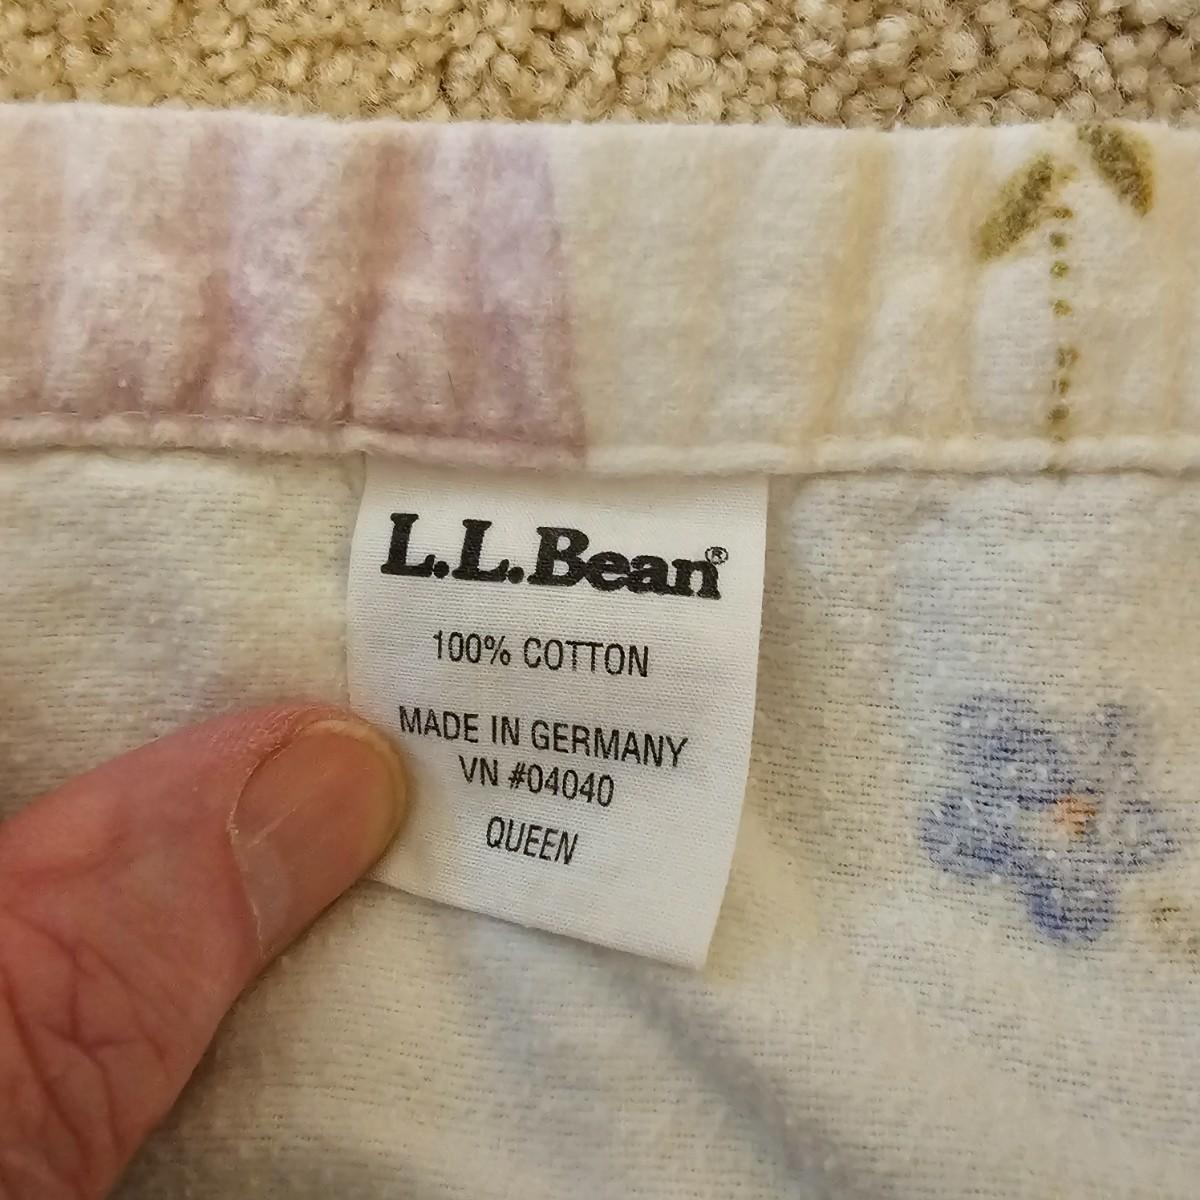 L.L.Bean®
100% COTTON
MADE IN GERMANY
VN #04040
QUEEN